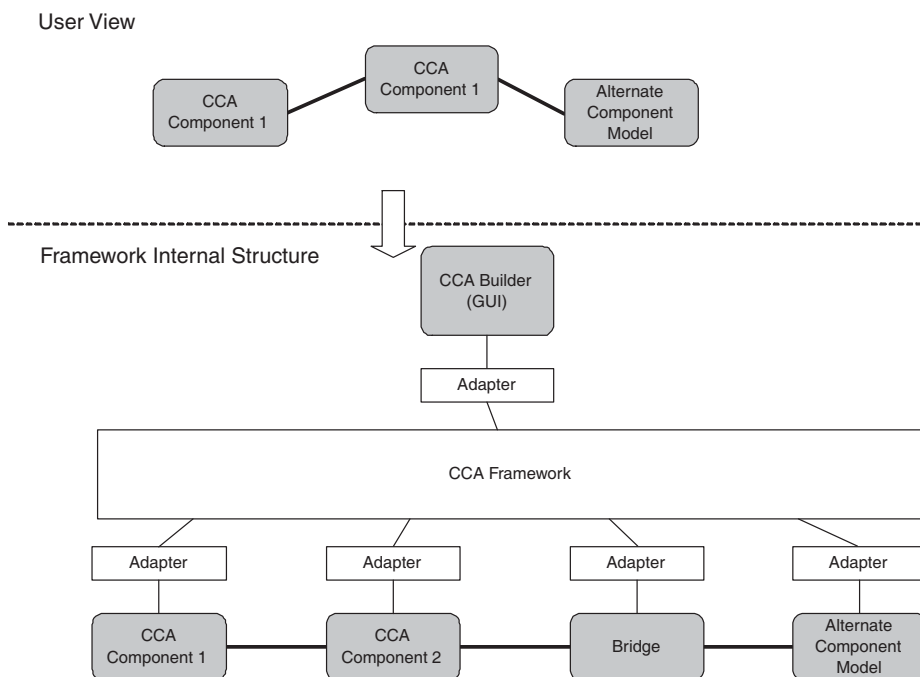 User View
CCA
Component 1
CCA
Component 1
Alternate
Component
Model
Framework Internal Structure
CCA Builder
(GUI)
Adapter
CCA Framework
Adapter
Adapter
Adapter
Adapter
CCA
Component 1
CCA
Component 2
Bridge
Alternate
Component
Model